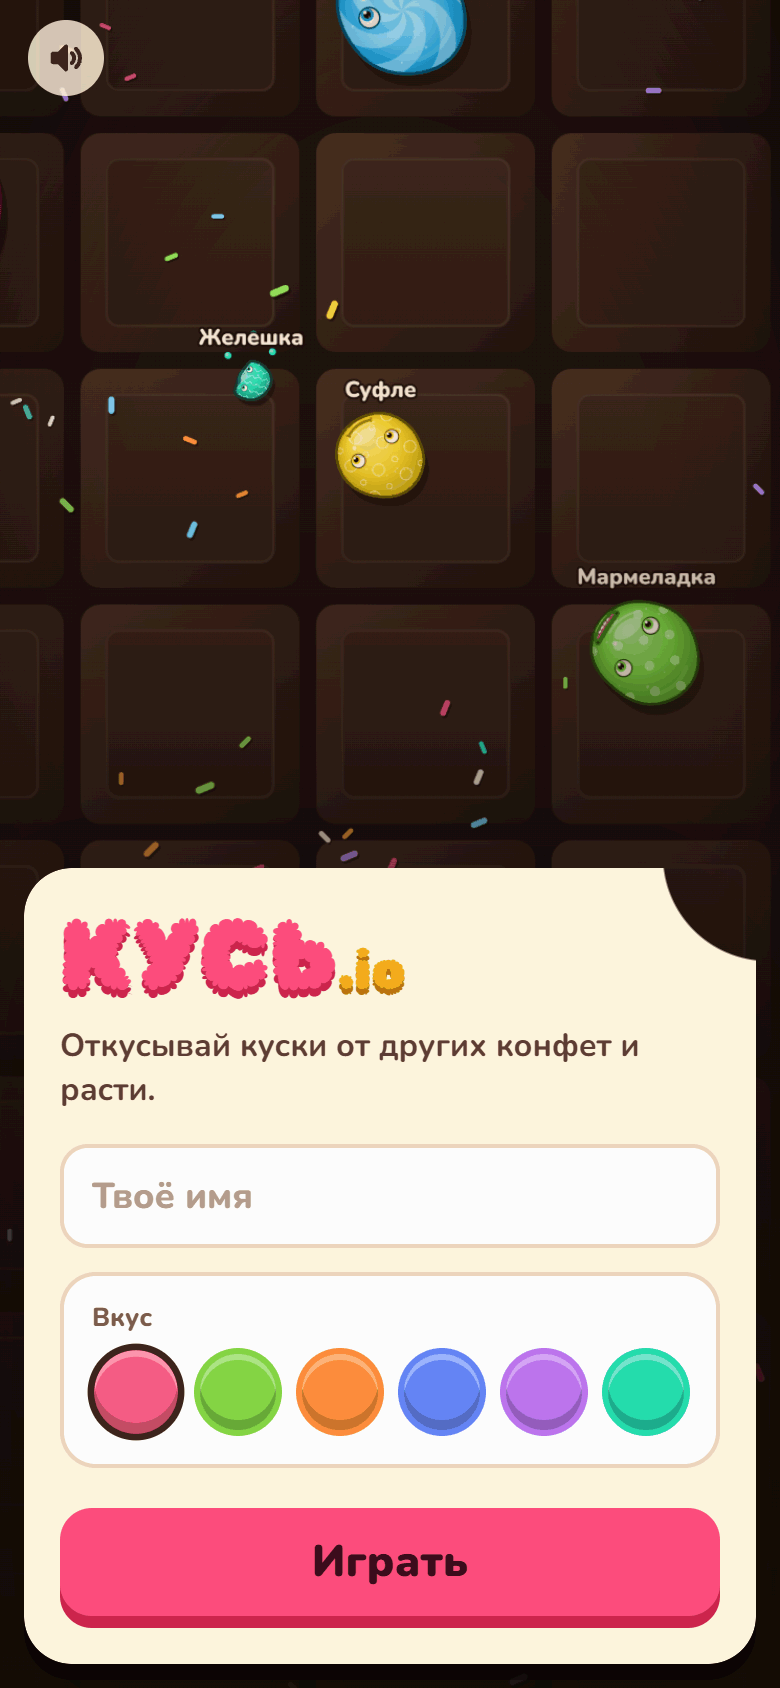 Желешка
Суфле
Мармеладка
КУСЬ.io
Откусывай куски от других конфет и
расти.
Твоё имя
Вкус
Играть